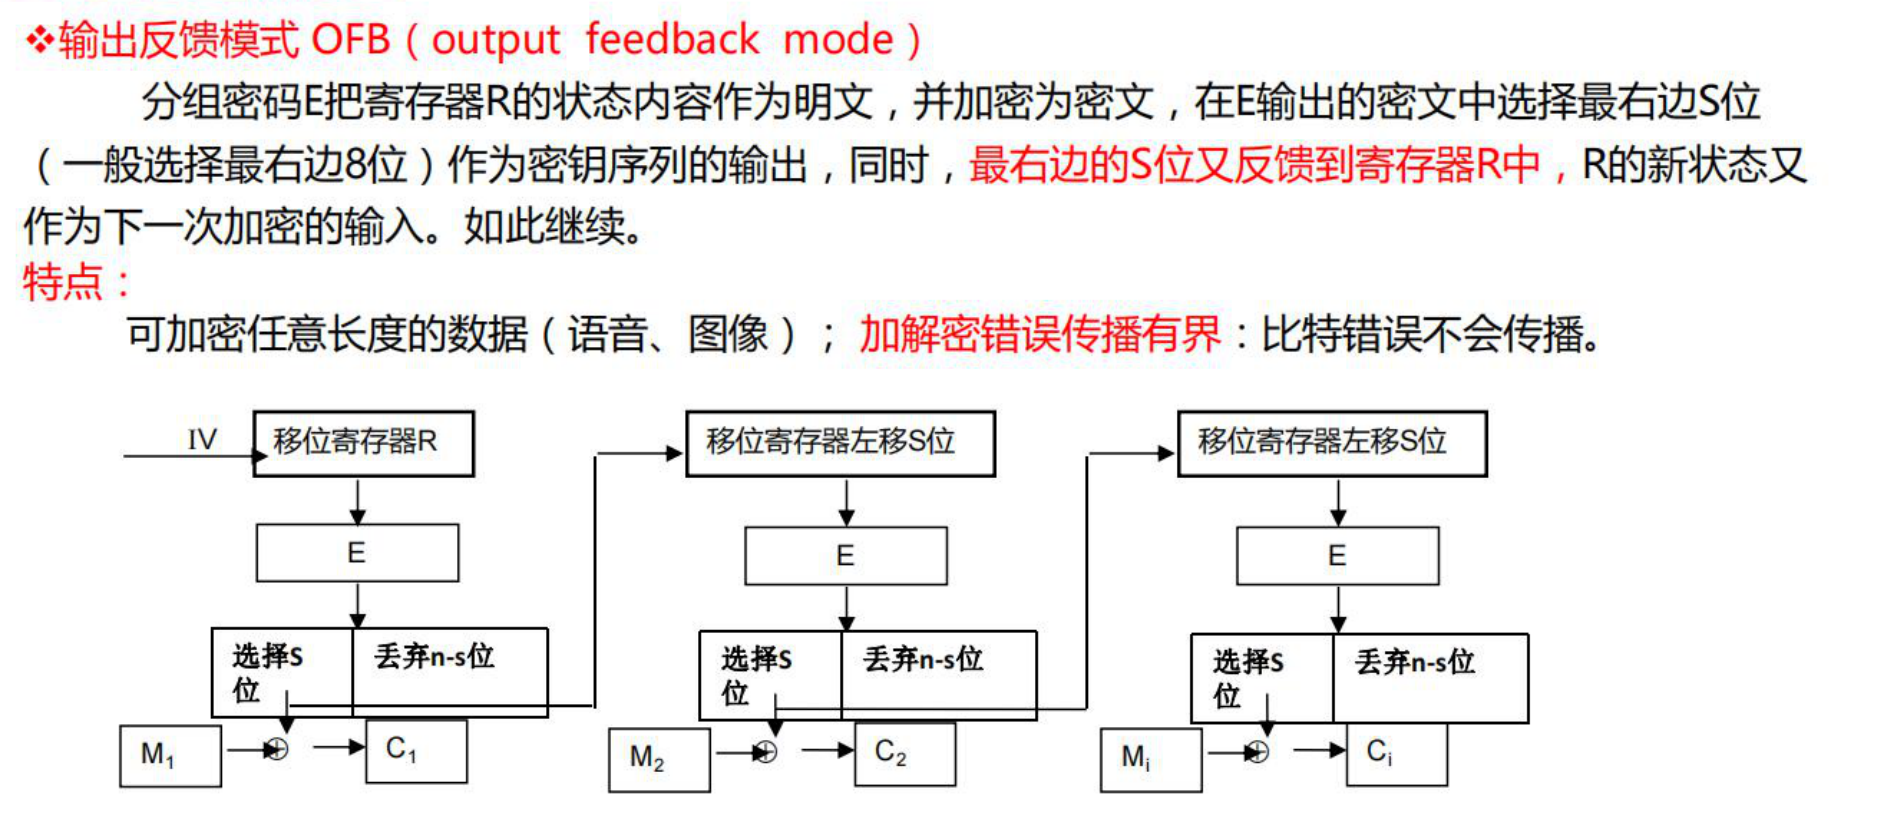 ❖输出反馈模式 OFB（output feedback mode）
分组密码E把寄存器R的状态内容作为明文，并加密为密文，在E输出的密文中选择最右边S位
（一般选择最右边8位）作为密钥序列的输出，同时，最右边的S位又反馈到寄存器R中，R的新状态又
作为下一次加密的输入。如此继续。
特点：
可加密任意长度的数据（语音、图像）；加解密错误传播有界：比特错误不会传播。
IV
移位寄存器R
移位寄存器左移S位
移位寄存器左移S位
E
E
E
选择S
位
丢弃n-s位
选择S
位
丢弃n-s位
选择S
位
丢弃n-s位
M₁
⊕
C₁
M₂
⊕
C₂
Mᵢ
⊕
Cᵢ